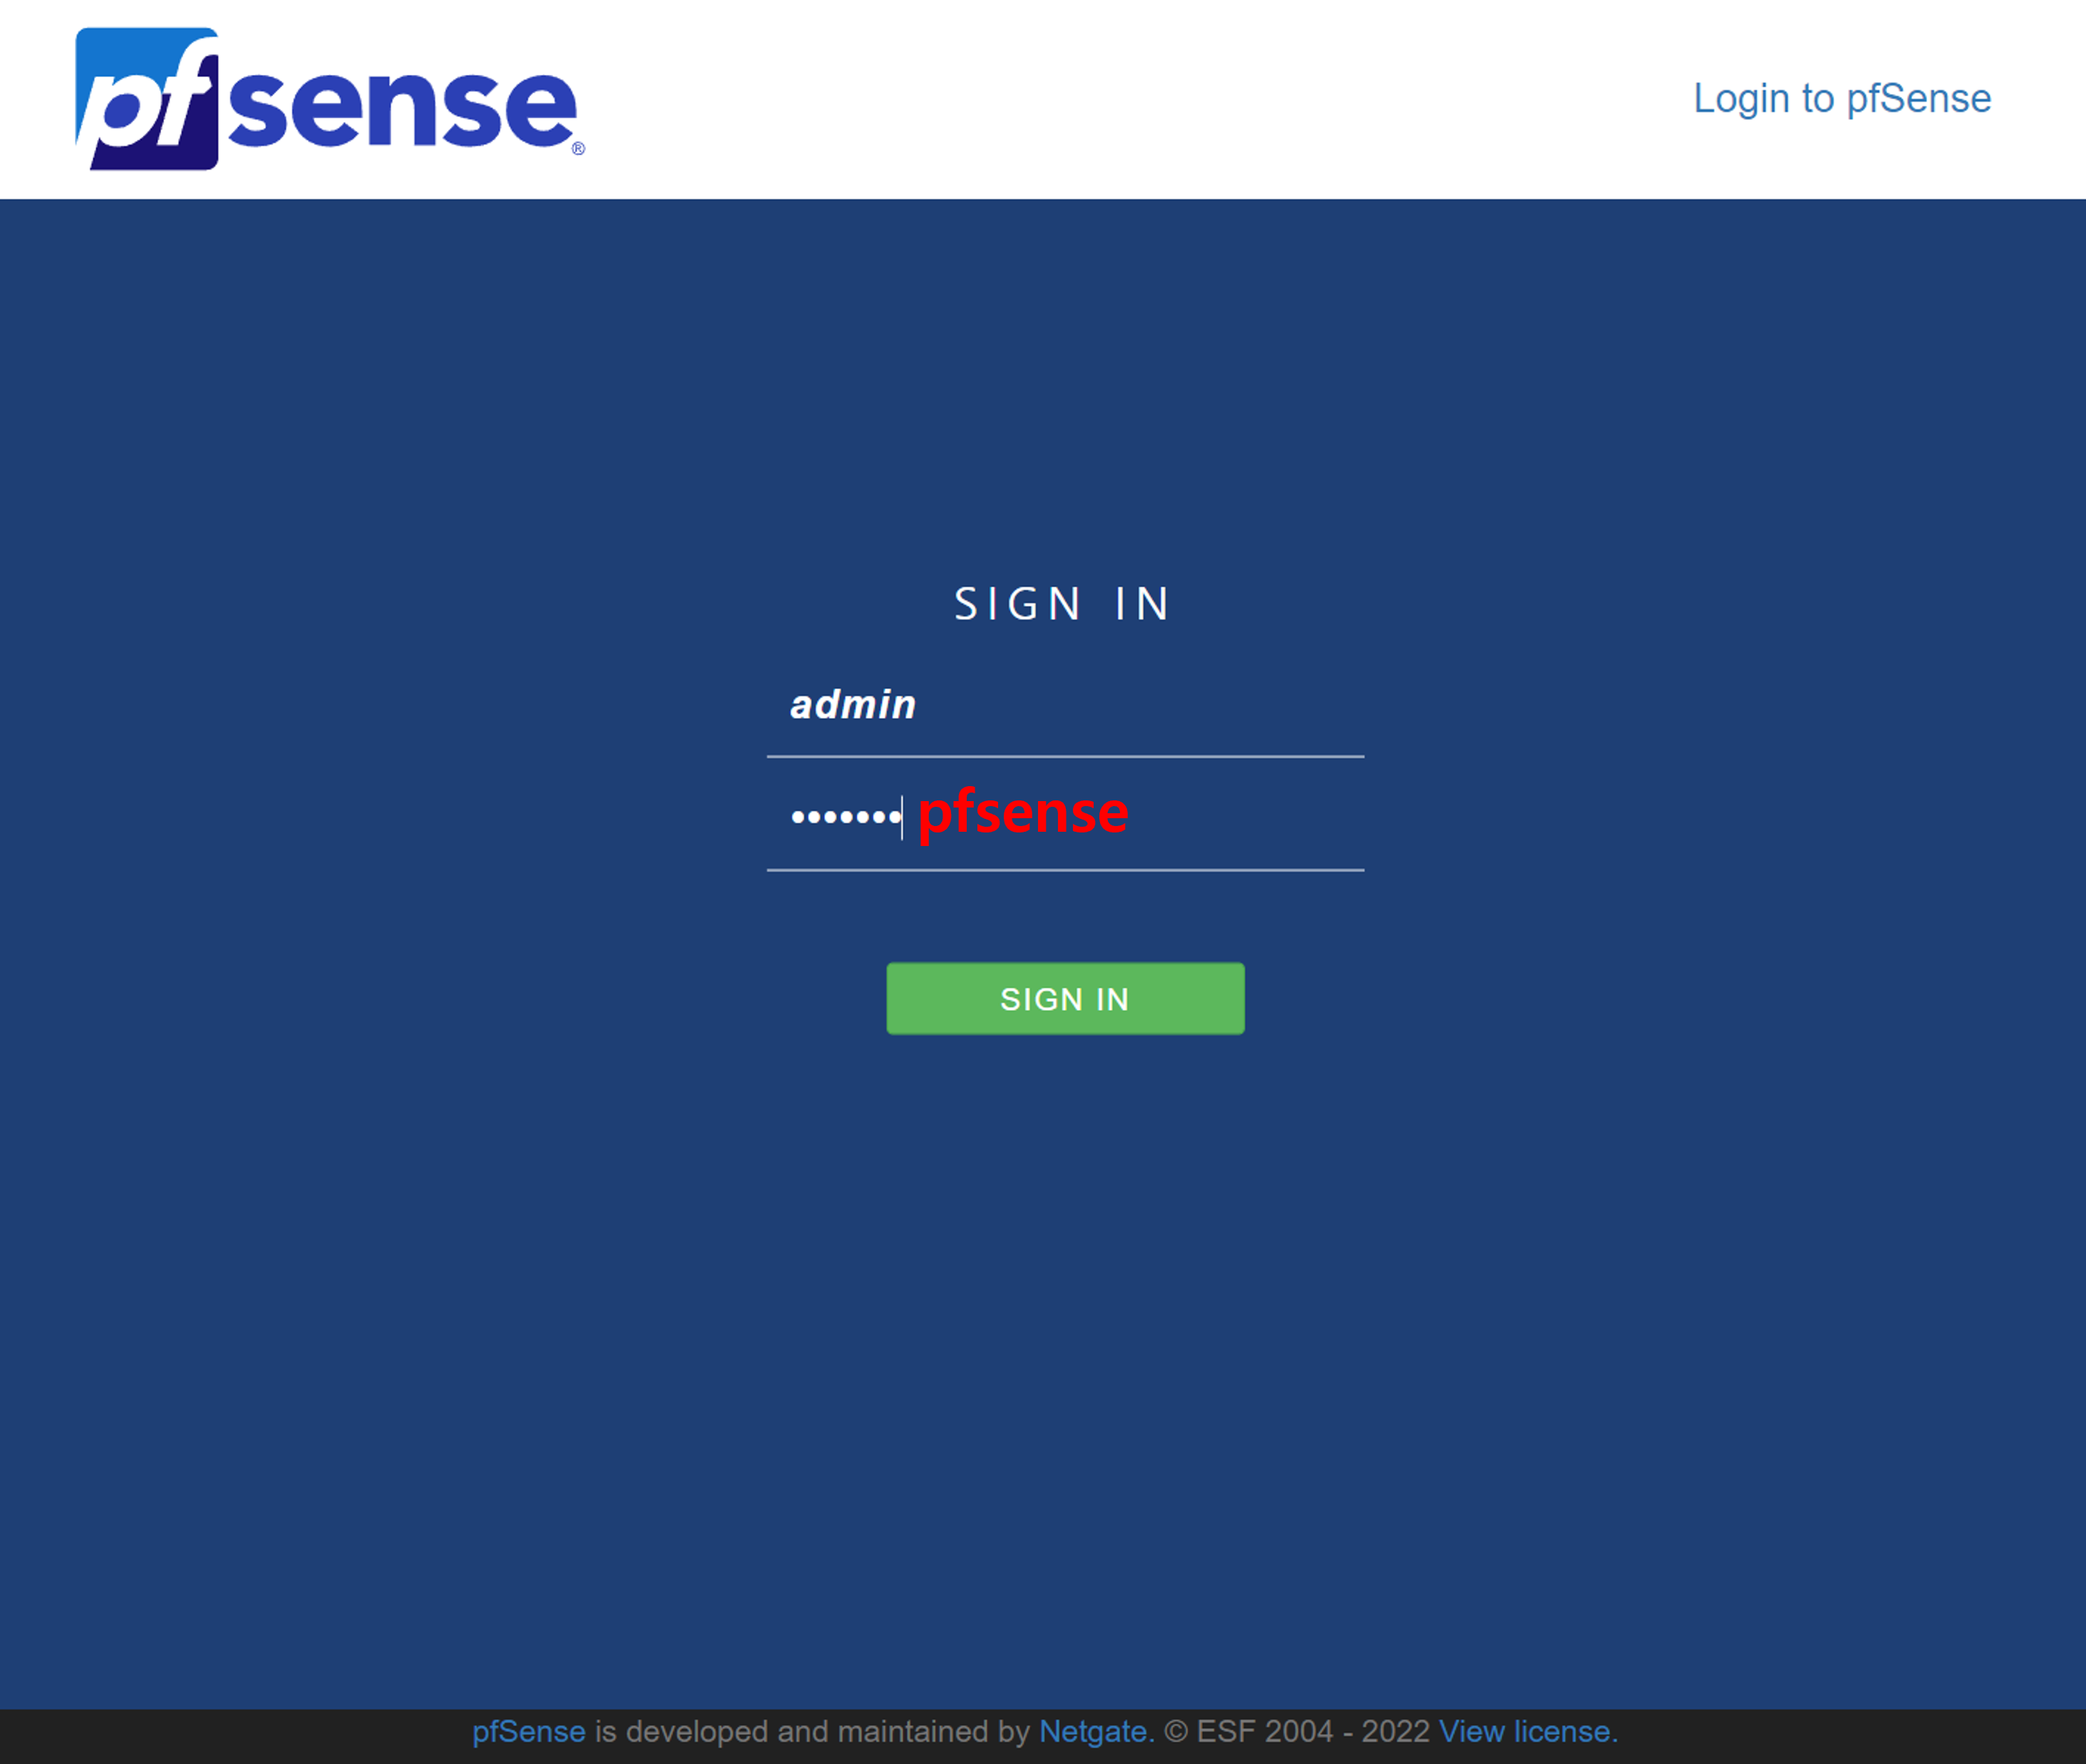 pfsense®
Login to pfSense
SIGN IN
admin
••••••• pfsense
SIGN IN
pfSense is developed and maintained by Netgate. © ESF 2004 - 2022 View license.